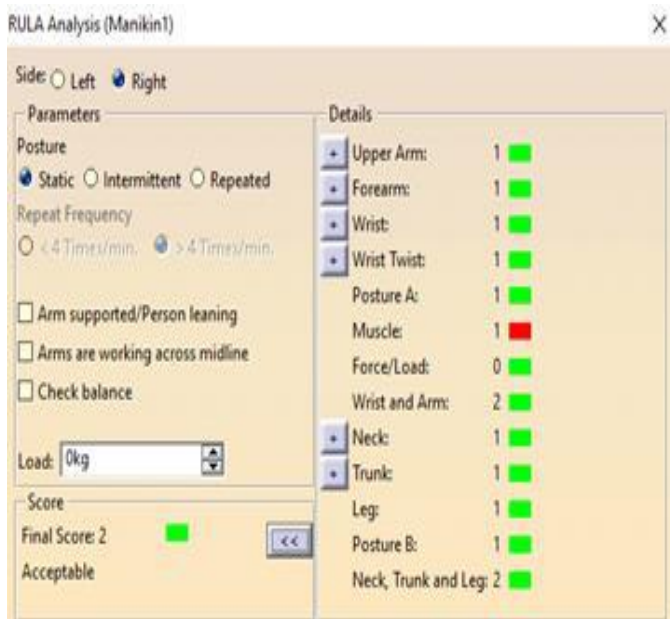 RULA Analysis (Manikin1)
Side: Left Right
Parameters
Posture
Static Intermittent Repeated
Repeat Frequency
< 4 Times/min. > 4 Times/min.
Arm supported/Person leaning
Arms are working across midline
Check balance
Load: 0kg
Score
Final Score: 2
<<
Acceptable
Details
+ Upper Arm: 1
+ Forearm: 1
+ Wrist: 1
+ Wrist Twist: 1
Posture A: 1
Muscle: 1
Force/Load: 0
Wrist and Arm: 2
+ Neck: 1
+ Trunk: 1
Leg: 1
Posture B: 1
Neck, Trunk and Leg: 2